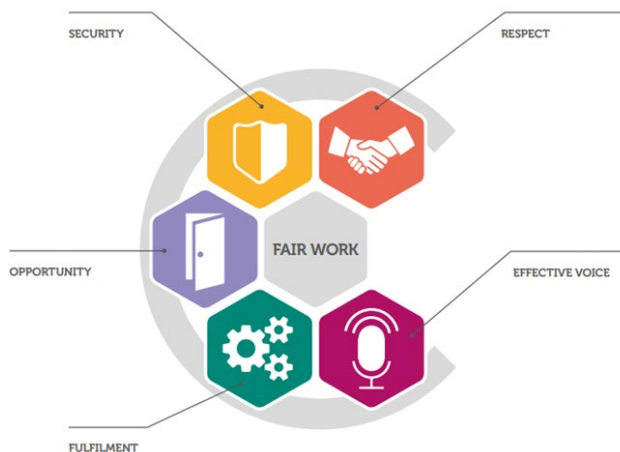 SECURITY
RESPECT
FAIR WORK
OPPORTUNITY
EFFECTIVE VOICE
FULFILMENT